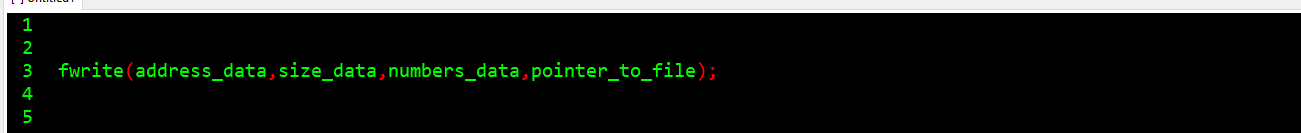 1
2
3 fwrite(address_data,size_data,numbers_data,pointer_to_file);
4
5